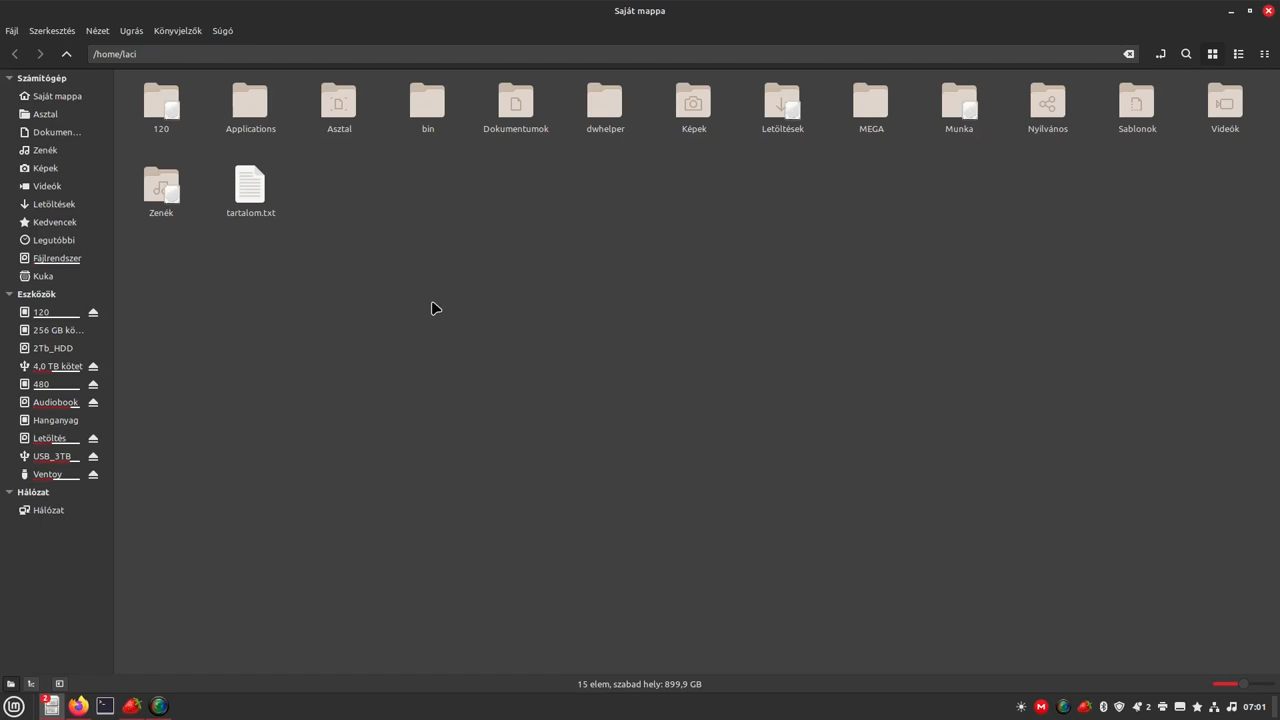 Saját mappa
Fájl Szerkesztés Nézet Ugrás Könyvjelzők Súgó
/home/laci
Számítógép
Saját mappa
Asztal
Dokumen...
Zenék
Képek
Videók
Letöltések
Kedvencek
Legutóbbi
Fájlrendszer
Kuka
Eszközök
120
256 GB kö...
2Tb_HDD
4,0 TB kötet
480
Audiobook
Hanganyag
Letöltés
USB_3TB
Ventoy
Hálózat
Hálózat
120 Applications Asztal bin Dokumentumok dwhelper Képek Letöltések MEGA Munka Nyilvános Sablonok Videók
Zenék tartalom.txt
15 elem, szabad hely: 899,9 GB
2 M 2 07:01